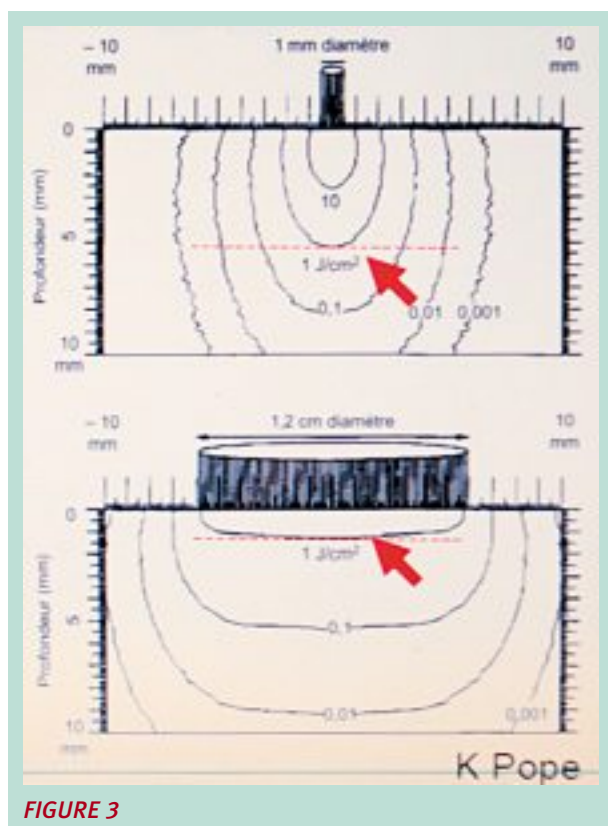 – 10 mm
1 mm diamètre
10 mm
Profondeur (mm)
0
5
10 mm
10
1 J/cm²
0,1
0,01
0,001
– 10 mm
1,2 cm diamètre
10 mm
Profondeur (mm)
0
5
10 mm
1 J/cm²
0,1
0,01
0,001
K Pope
FIGURE 3